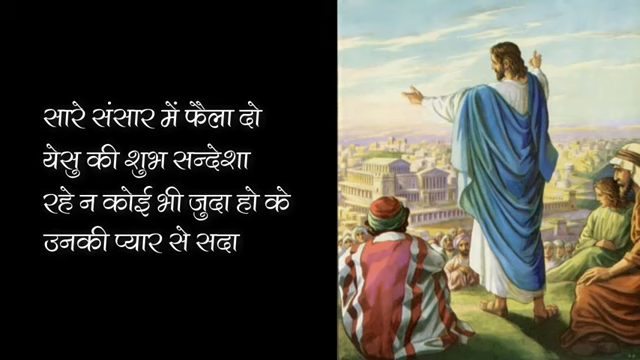 सारे संसार में फैला दो
येसु की शुभ सन्देशा
रहे न कोई भी जुदा हो के
उनकी प्यार से सदा